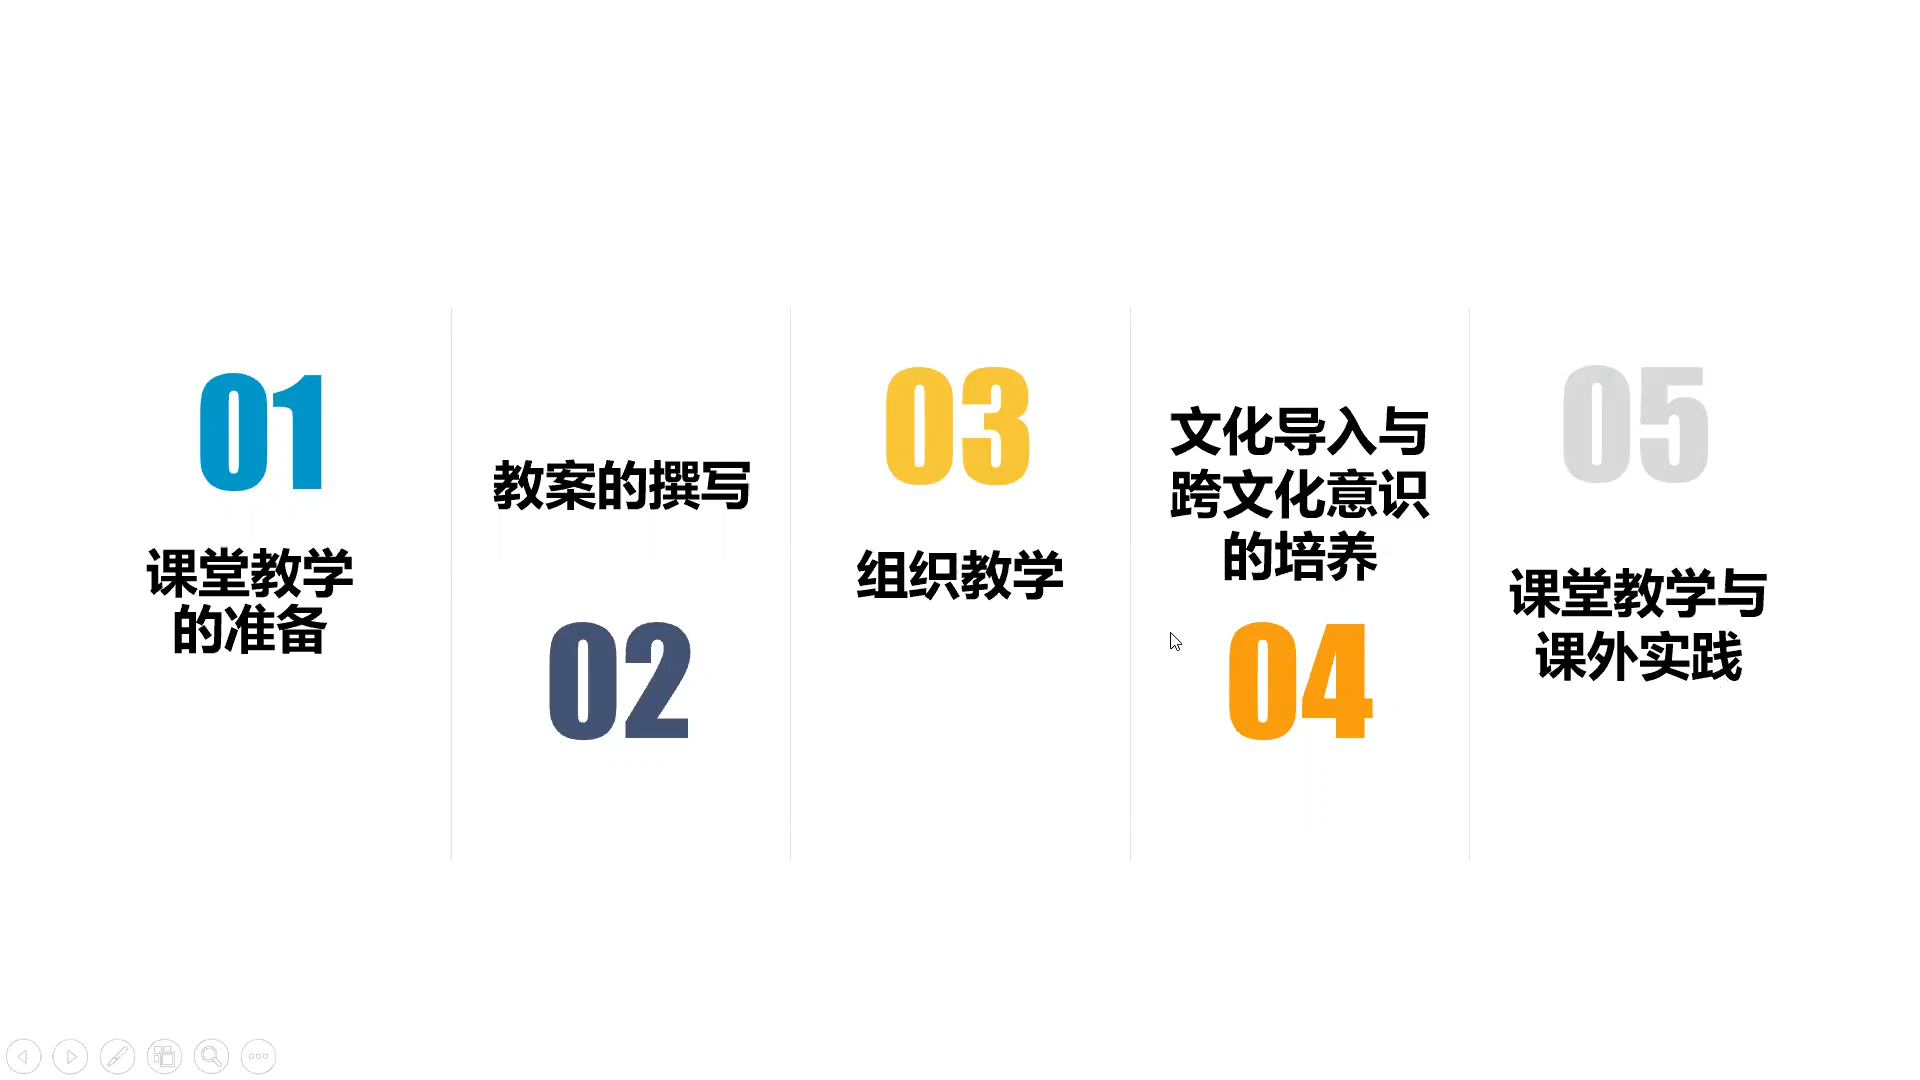 01
课堂教学
的准备
教案的撰写
02
03
组织教学
文化导入与
跨文化意识
的培养
04
05
课堂教学与
课外实践